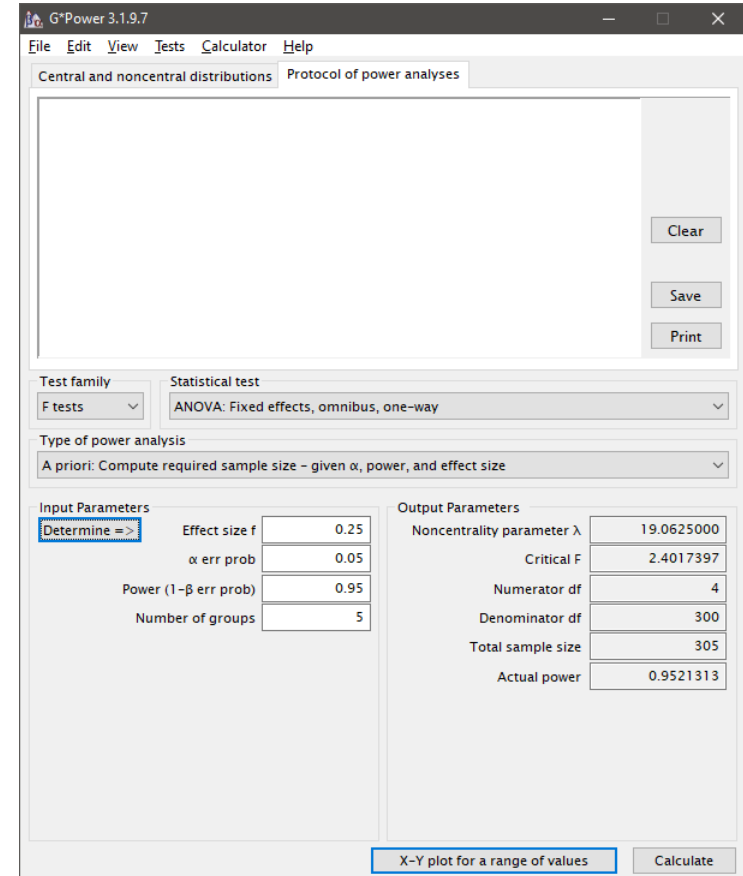 G*Power 3.1.9.7
File Edit View Tests Calculator Help
Central and noncentral distributions Protocol of power analyses
Clear
Save
Print
Test family Statistical test
F tests ANOVA: Fixed effects, omnibus, one-way
Type of power analysis
A priori: Compute required sample size - given α, power, and effect size
Input Parameters Output Parameters
Determine => Effect size f 0.25 Noncentrality parameter λ 19.0625000
α err prob 0.05 Critical F 2.4017397
Power (1-β err prob) 0.95 Numerator df 4
Number of groups 5 Denominator df 300
Total sample size 305
Actual power 0.9521313
X-Y plot for a range of values Calculate